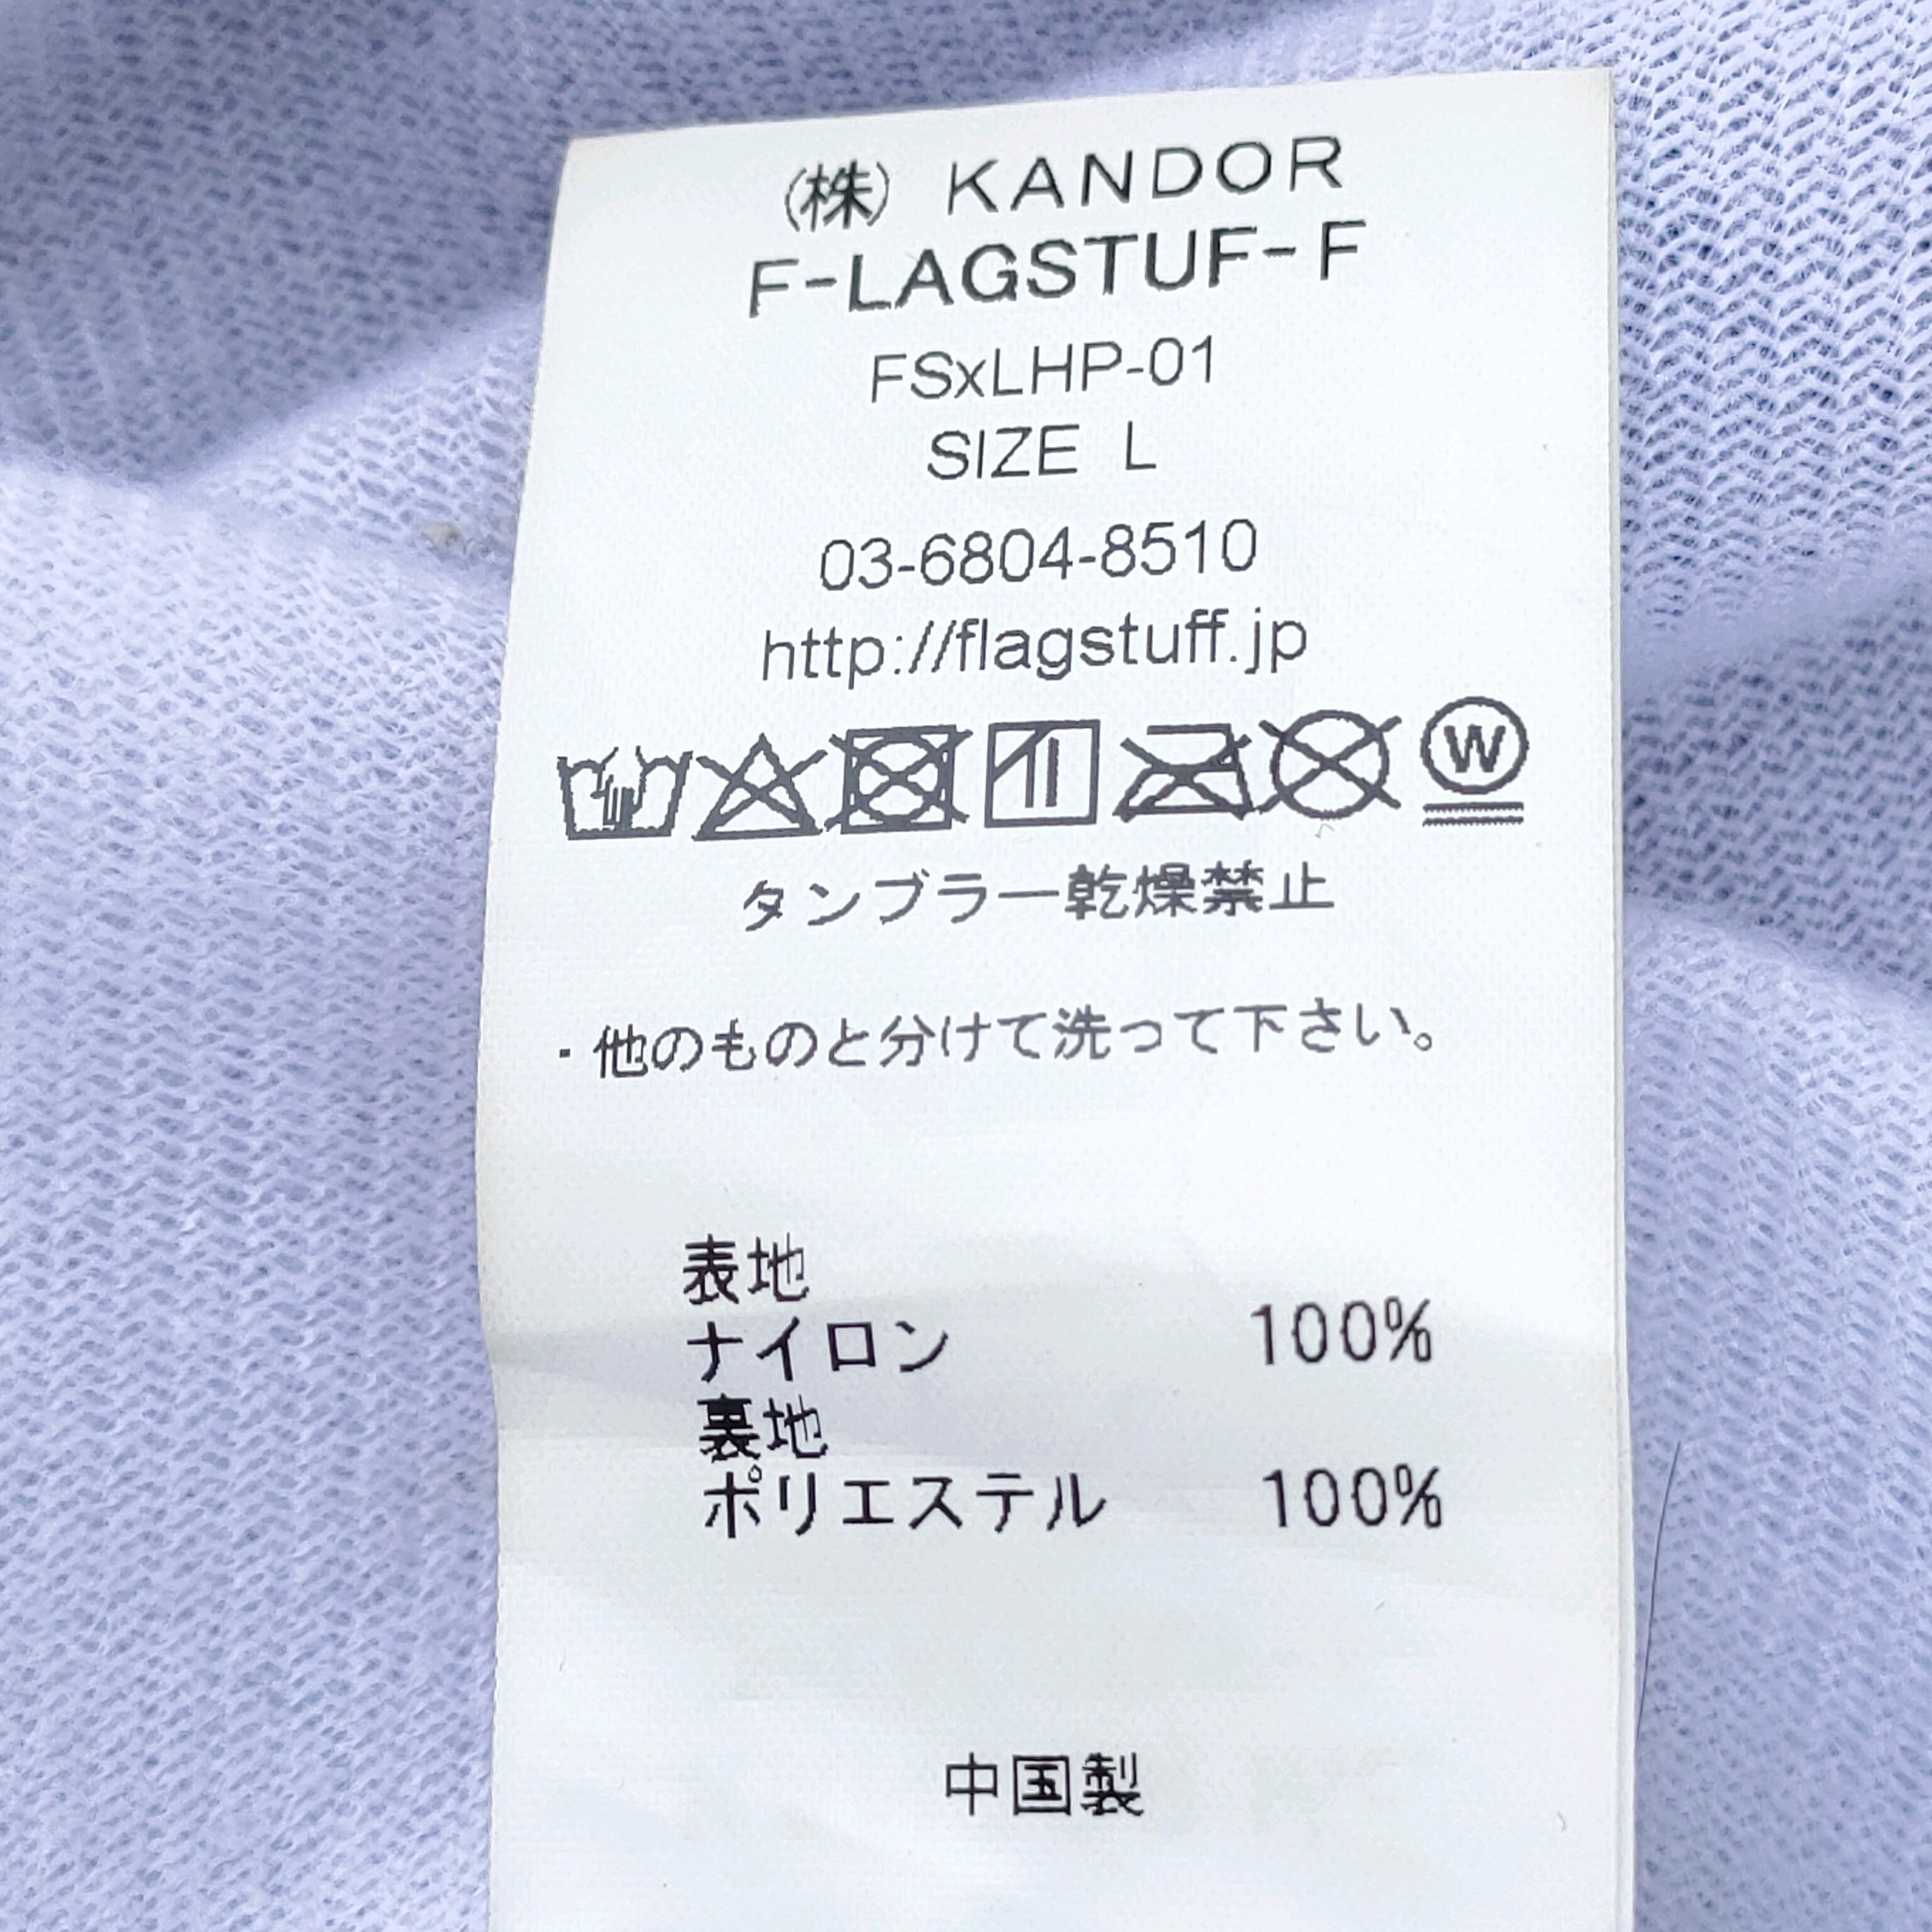 (株) KANDOR
F-LAGSTUF-F
FSxLHP-01
SIZE L
03-6804-8510
http://flagstuff.jp
W
タンブラー乾燥禁止
・他のものと分けて洗って下さい。
表地
ナイロン 100%
裏地
ポリエステル 100%
中国製